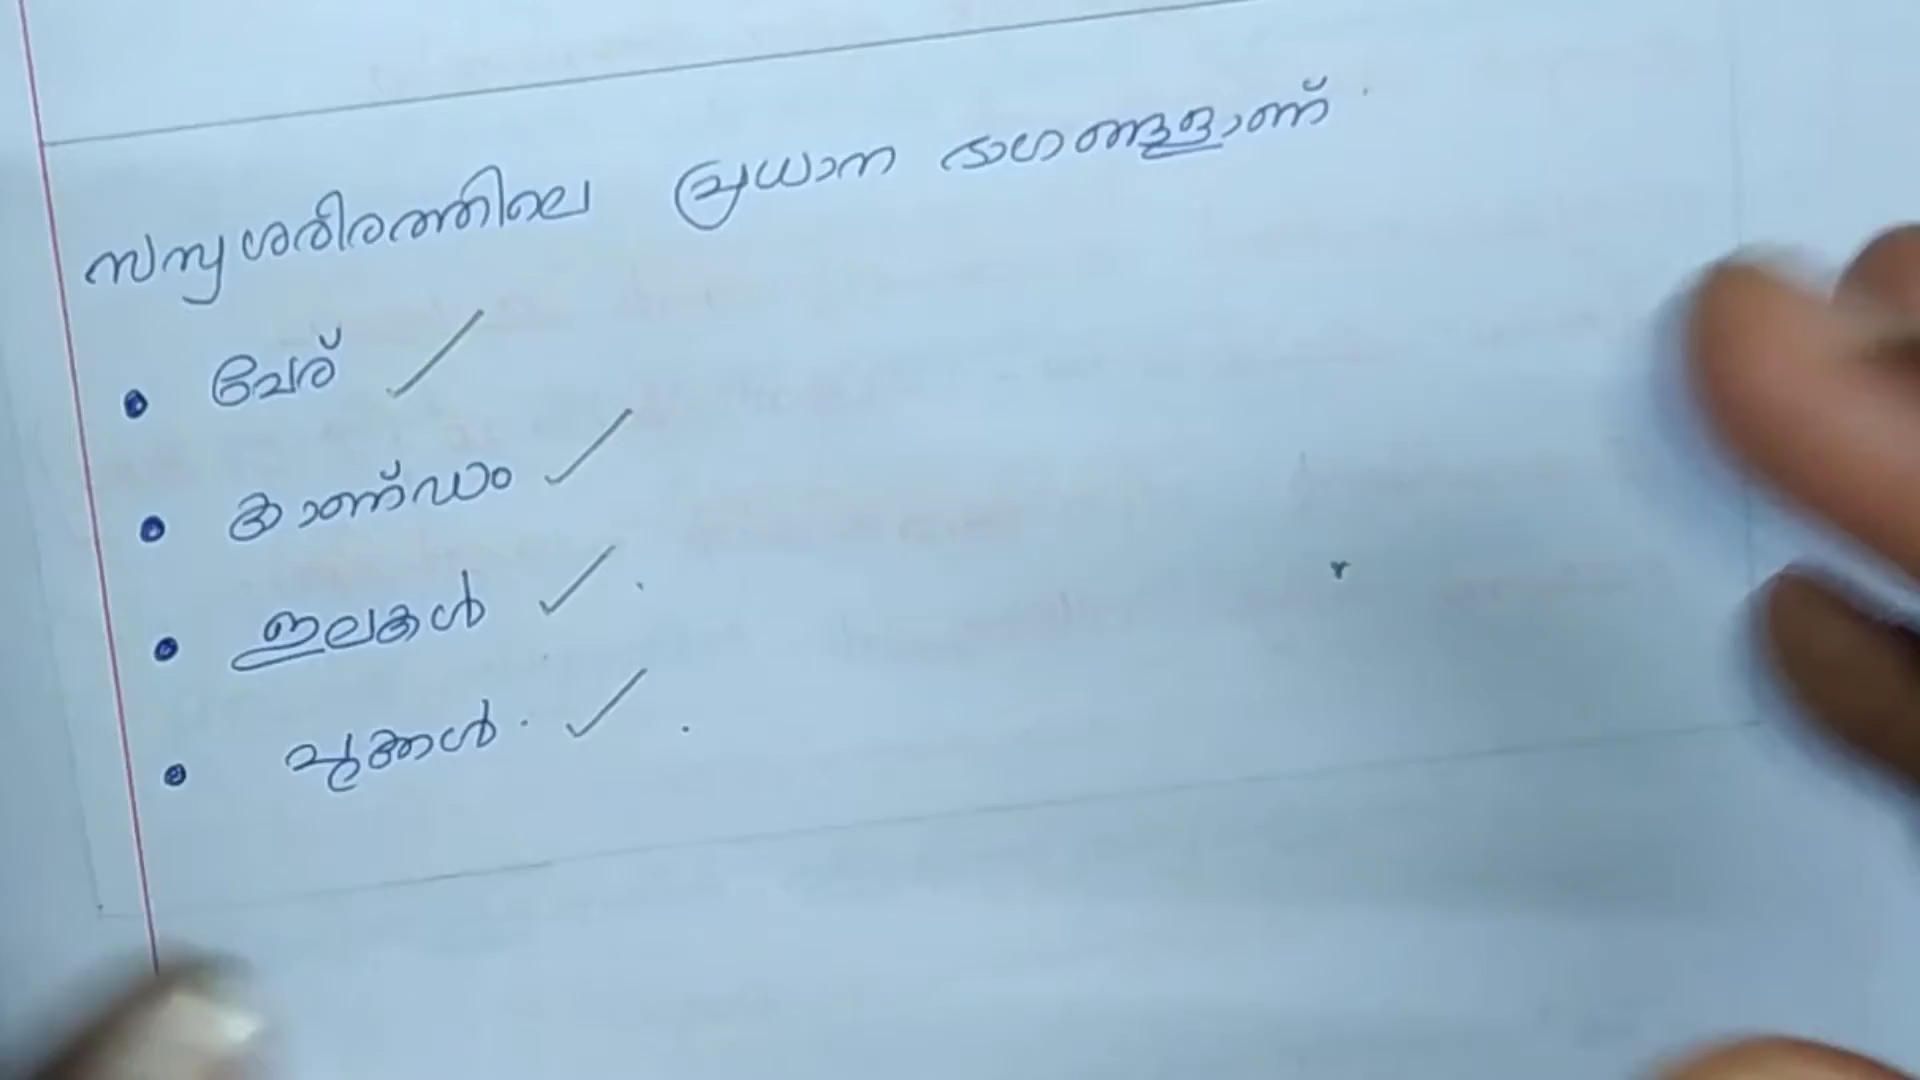 സസ്യശരീരത്തിലെ പ്രധാന ഭാഗങ്ങളാണ്
• വേര്
• കാണ്ഡം
• ഇലകൾ
• പൂക്കൾ.